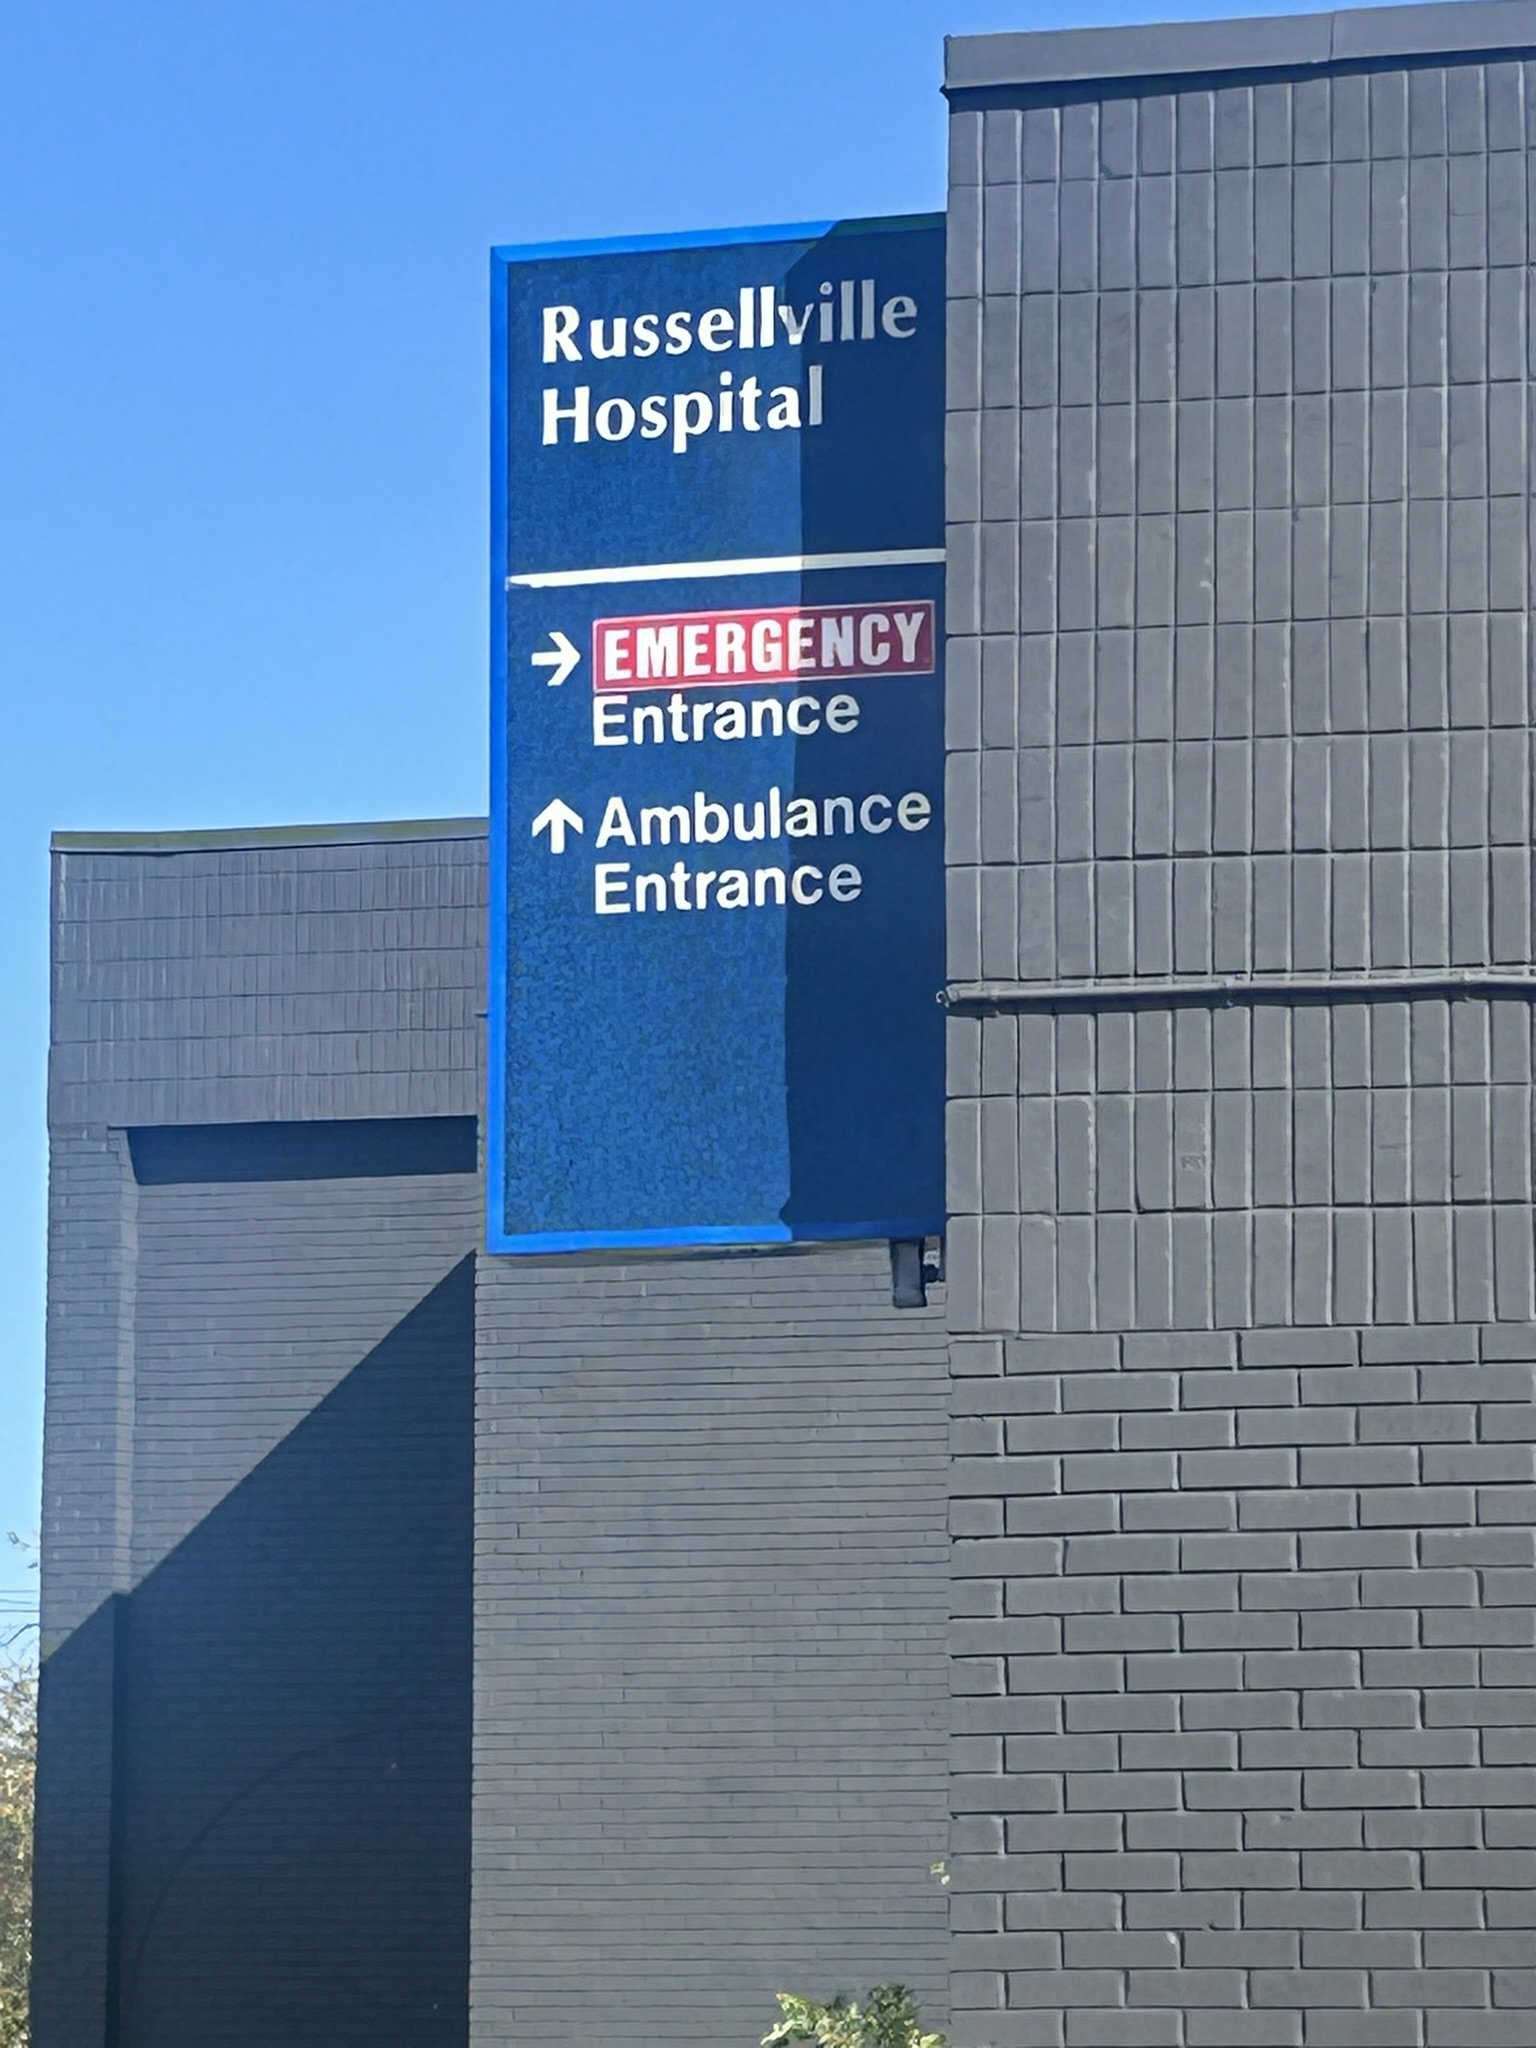 Russellville
Hospital
→ EMERGENCY
Entrance
↑ Ambulance
Entrance